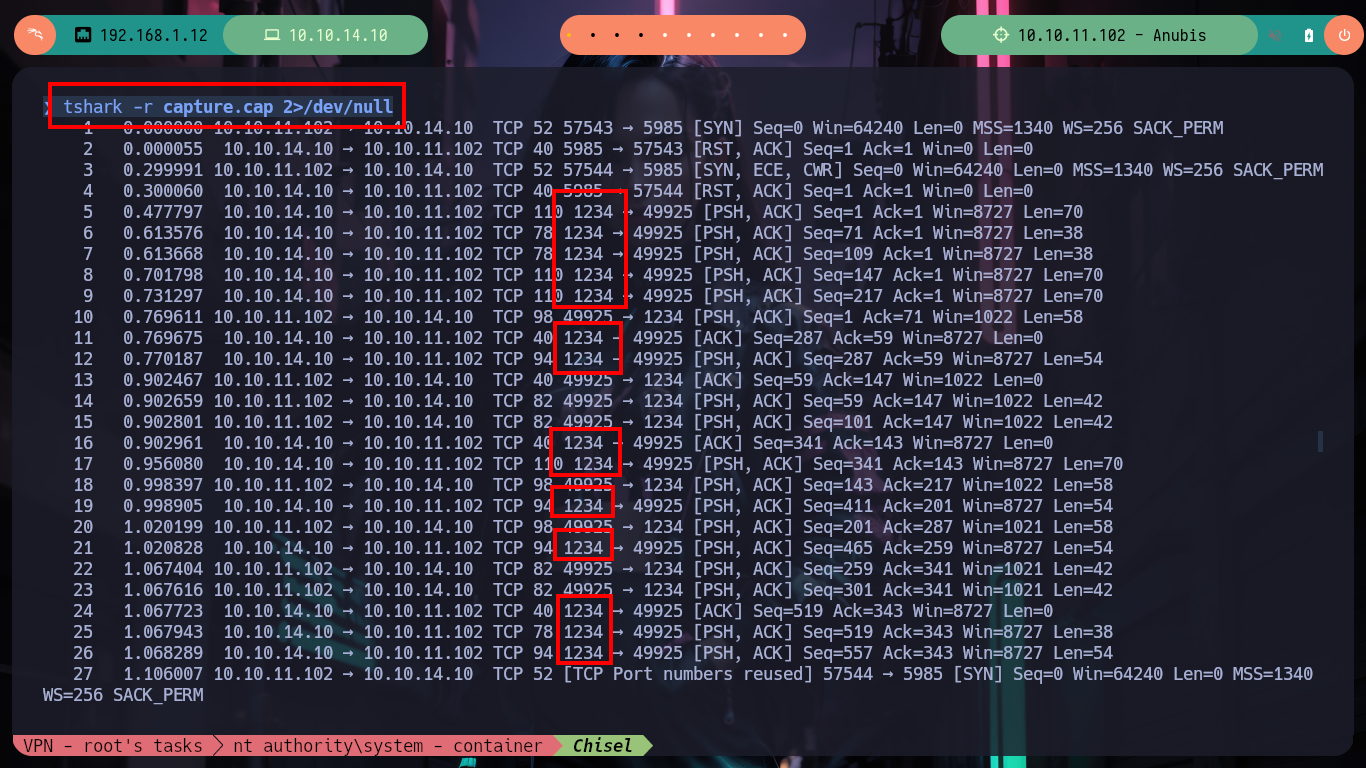 192.168.1.12 10.10.14.10 10.10.11.102 - Anubis
❯ tshark -r capture.cap 2>/dev/null
1 0.000000 10.10.11.102 → 10.10.14.10 TCP 52 57543 → 5985 [SYN] Seq=0 Win=64240 Len=0 MSS=1340 WS=256 SACK_PERM
2 0.000055 10.10.14.10 → 10.10.11.102 TCP 40 5985 → 57543 [RST, ACK] Seq=1 Ack=1 Win=0 Len=0
3 0.299991 10.10.11.102 → 10.10.14.10 TCP 52 57544 → 5985 [SYN, ECE, CWR] Seq=0 Win=64240 Len=0 MSS=1340 WS=256 SACK_PERM
4 0.300060 10.10.14.10 → 10.10.11.102 TCP 40 5985 → 57544 [RST, ACK] Seq=1 Ack=1 Win=0 Len=0
5 0.477797 10.10.14.10 → 10.10.11.102 TCP 110 1234 → 49925 [PSH, ACK] Seq=1 Ack=1 Win=8727 Len=70
6 0.613576 10.10.14.10 → 10.10.11.102 TCP 78 1234 → 49925 [PSH, ACK] Seq=71 Ack=1 Win=8727 Len=38
7 0.613668 10.10.14.10 → 10.10.11.102 TCP 78 1234 → 49925 [PSH, ACK] Seq=109 Ack=1 Win=8727 Len=38
8 0.701798 10.10.14.10 → 10.10.11.102 TCP 110 1234 → 49925 [PSH, ACK] Seq=147 Ack=1 Win=8727 Len=70
9 0.731297 10.10.14.10 → 10.10.11.102 TCP 110 1234 → 49925 [PSH, ACK] Seq=217 Ack=1 Win=8727 Len=70
10 0.769611 10.10.11.102 → 10.10.14.10 TCP 98 49925 → 1234 [PSH, ACK] Seq=1 Ack=71 Win=1022 Len=58
11 0.769675 10.10.14.10 → 10.10.11.102 TCP 40 1234 → 49925 [ACK] Seq=287 Ack=59 Win=8727 Len=0
12 0.770187 10.10.14.10 → 10.10.11.102 TCP 94 1234 → 49925 [PSH, ACK] Seq=287 Ack=59 Win=8727 Len=54
13 0.902467 10.10.11.102 → 10.10.14.10 TCP 40 49925 → 1234 [ACK] Seq=59 Ack=147 Win=1022 Len=0
14 0.902659 10.10.11.102 → 10.10.14.10 TCP 82 49925 → 1234 [PSH, ACK] Seq=59 Ack=147 Win=1022 Len=42
15 0.902801 10.10.11.102 → 10.10.14.10 TCP 82 49925 → 1234 [PSH, ACK] Seq=101 Ack=147 Win=1022 Len=42
16 0.902961 10.10.14.10 → 10.10.11.102 TCP 40 1234 → 49925 [ACK] Seq=341 Ack=143 Win=8727 Len=0
17 0.956080 10.10.14.10 → 10.10.11.102 TCP 110 1234 → 49925 [PSH, ACK] Seq=341 Ack=143 Win=8727 Len=70
18 0.998397 10.10.11.102 → 10.10.14.10 TCP 98 49925 → 1234 [PSH, ACK] Seq=143 Ack=217 Win=1022 Len=58
19 0.998905 10.10.14.10 → 10.10.11.102 TCP 94 1234 → 49925 [PSH, ACK] Seq=411 Ack=201 Win=8727 Len=54
20 1.020199 10.10.11.102 → 10.10.14.10 TCP 98 49925 → 1234 [PSH, ACK] Seq=201 Ack=287 Win=1021 Len=58
21 1.020828 10.10.14.10 → 10.10.11.102 TCP 94 1234 → 49925 [PSH, ACK] Seq=465 Ack=259 Win=8727 Len=54
22 1.067404 10.10.11.102 → 10.10.14.10 TCP 82 49925 → 1234 [PSH, ACK] Seq=259 Ack=341 Win=1021 Len=42
23 1.067616 10.10.11.102 → 10.10.14.10 TCP 82 49925 → 1234 [PSH, ACK] Seq=301 Ack=341 Win=1021 Len=42
24 1.067723 10.10.14.10 → 10.10.11.102 TCP 40 1234 → 49925 [ACK] Seq=519 Ack=343 Win=8727 Len=0
25 1.067943 10.10.14.10 → 10.10.11.102 TCP 78 1234 → 49925 [PSH, ACK] Seq=519 Ack=343 Win=8727 Len=38
26 1.068289 10.10.14.10 → 10.10.11.102 TCP 94 1234 → 49925 [PSH, ACK] Seq=557 Ack=343 Win=8727 Len=54
27 1.106007 10.10.11.102 → 10.10.14.10 TCP 52 [TCP Port numbers reused] 57544 → 5985 [SYN] Seq=0 Win=64240 Len=0 MSS=1340
WS=256 SACK_PERM
VPN - root's tasks nt authority\system - container Chisel